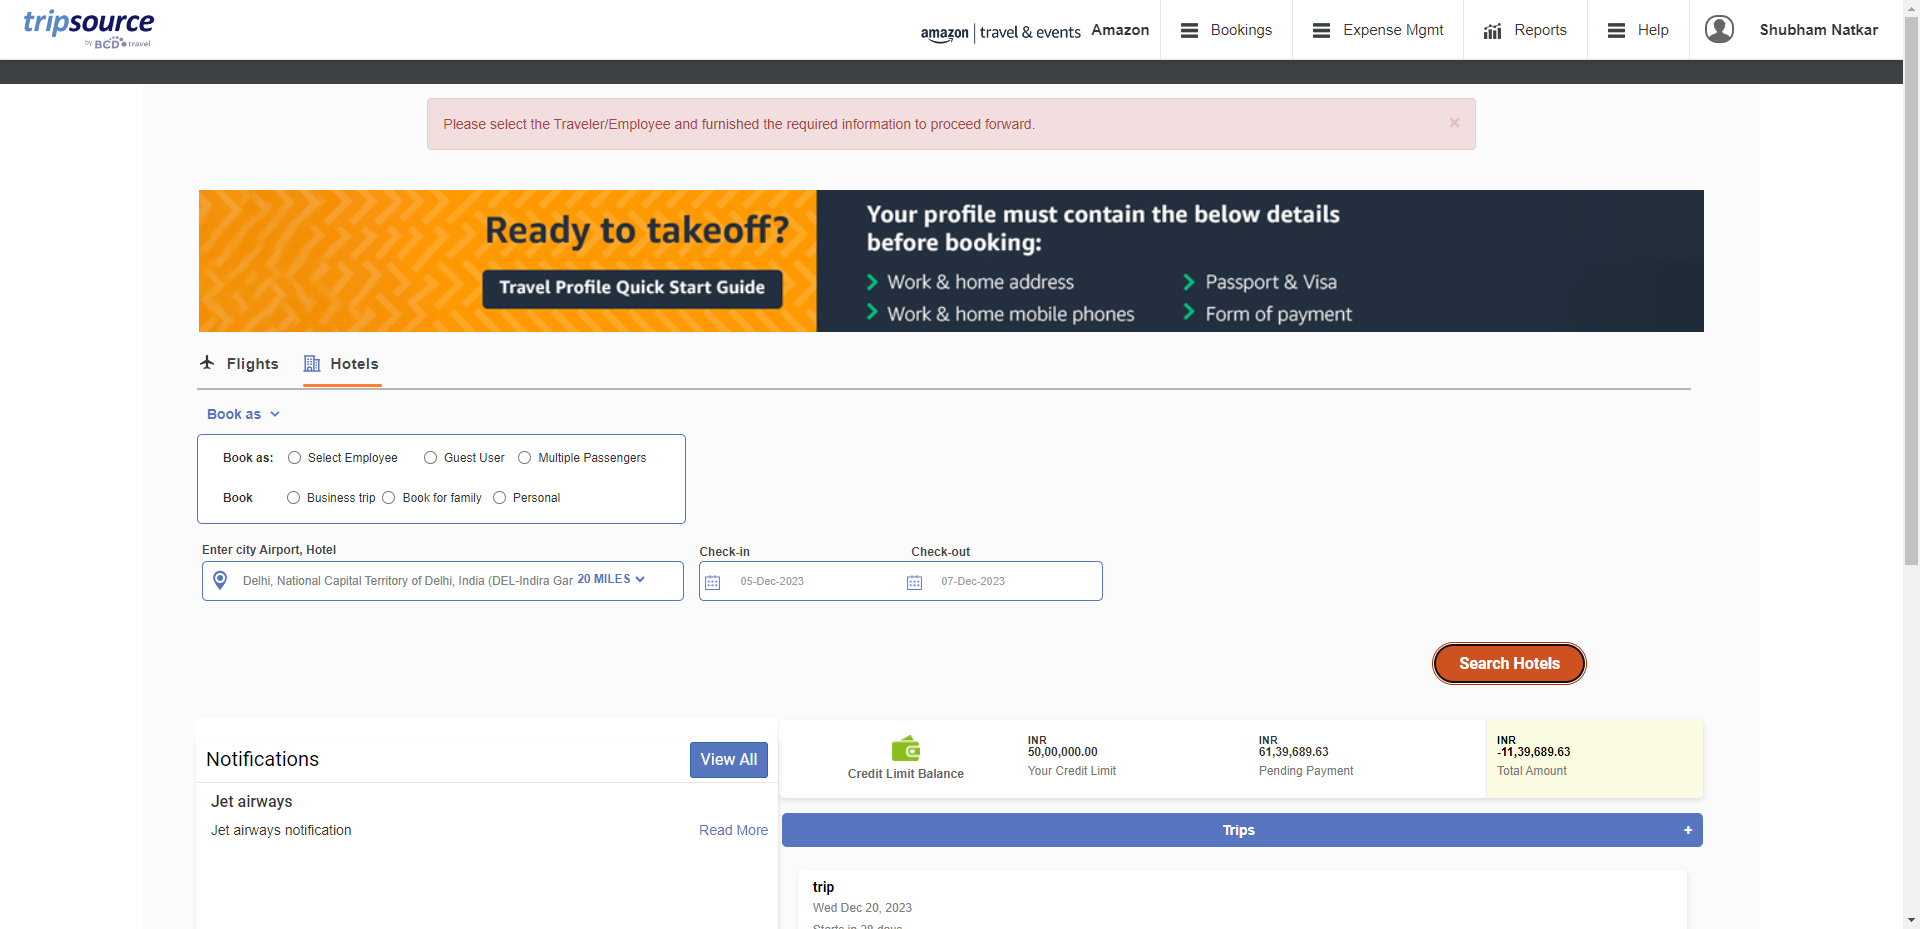 tripsource
by BCD travel
amazon | travel & events Amazon
Bookings
Expense Mgmt
Reports
Help
Shubham Natkar
Please select the Traveler/Employee and furnished the required information to proceed forward.
×
Ready to takeoff?
Travel Profile Quick Start Guide
Your profile must contain the below details
before booking:
Work & home address
Passport & Visa
Work & home mobile phones
Form of payment
Flights
Hotels
Book as
Book as: Select Employee Guest User Multiple Passengers
Book Business trip Book for family Personal
Enter city Airport, Hotel
Check-in
Check-out
Delhi, National Capital Territory of Delhi, India (DEL-Indira Gar 20 MILES
05-Dec-2023
07-Dec-2023
Search Hotels
Notifications
View All
Jet airways
Jet airways notification
Read More
Credit Limit Balance
INR
50,00,000.00
Your Credit Limit
INR
61,39,689.63
Pending Payment
INR
-11,39,689.63
Total Amount
Trips +
trip
Wed Dec 20, 2023
Starts in 28 days